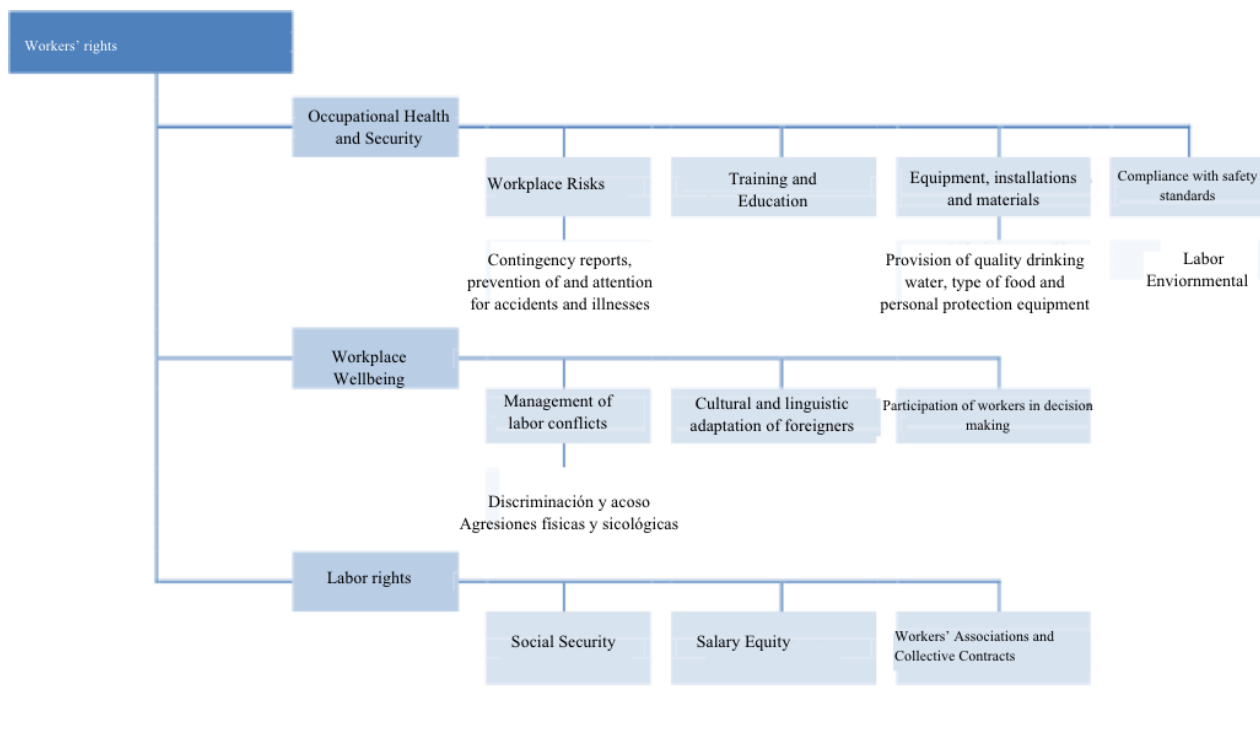 Workers’ rights
Occupational Health
and Security
Workplace Risks
Training and
Education
Equipment, installations
and materials
Compliance with safety
standards
Contingency reports,
prevention of and attention
for accidents and illnesses
Provision of quality drinking
water, type of food and
personal protection equipment
Labor
Enviornmental
Workplace
Wellbeing
Management of
labor conflicts
Cultural and linguistic
adaptation of foreigners
Participation of workers in decision
making
Discriminación y acoso
Agresiones físicas y sicológicas
Labor rights
Social Security
Salary Equity
Workers’ Associations and
Collective Contracts